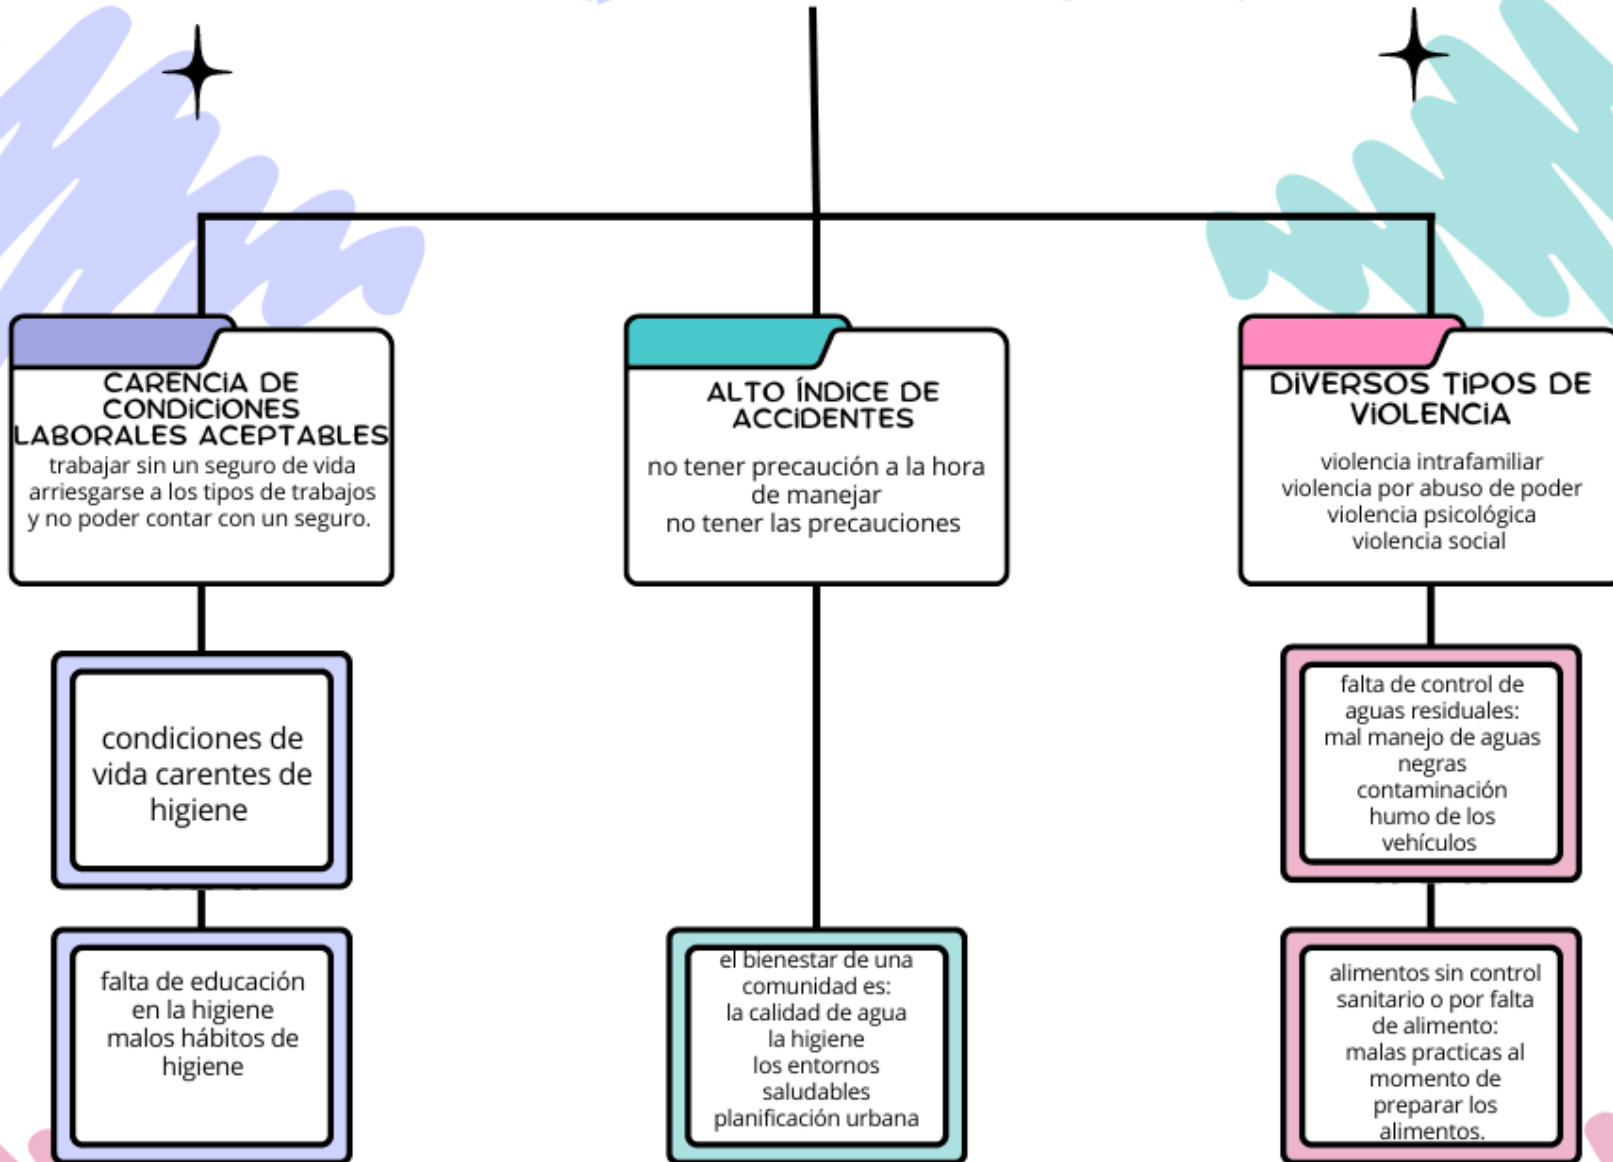 CARENCIA DE
CONDICIONES
LABORALES ACEPTABLES
trabajar sin un seguro de vida
arriesgarse a los tipos de trabajos
y no poder contar con un seguro.
ALTO ÍNDICE DE
ACCIDENTES
no tener precaución a la hora
de manejar
no tener las precauciones
DIVERSOS TIPOS DE
VIOLENCIA
violencia intrafamiliar
violencia por abuso de poder
violencia psicológica
violencia social
condiciones de
vida carentes de
higiene
falta de control de
aguas residuales:
mal manejo de aguas
negras
contaminación
humo de los
vehículos
falta de educación
en la higiene
malos hábitos de
higiene
el bienestar de una
comunidad es:
la calidad de agua
la higiene
los entornos
saludables
planificación urbana
alimentos sin control
sanitario o por falta
de alimento:
malas practicas al
momento de
preparar los
alimentos.